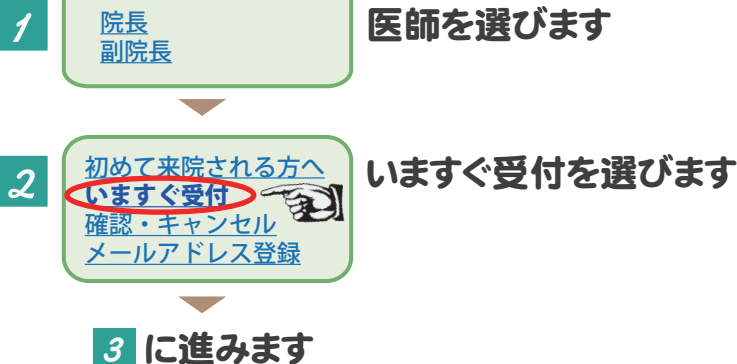 1
院長
副院長
医師を選びます
2
初めて来院される方へ
いますぐ受付
確認・キャンセル
メールアドレス登録
いますぐ受付を選びます
3 に進みます